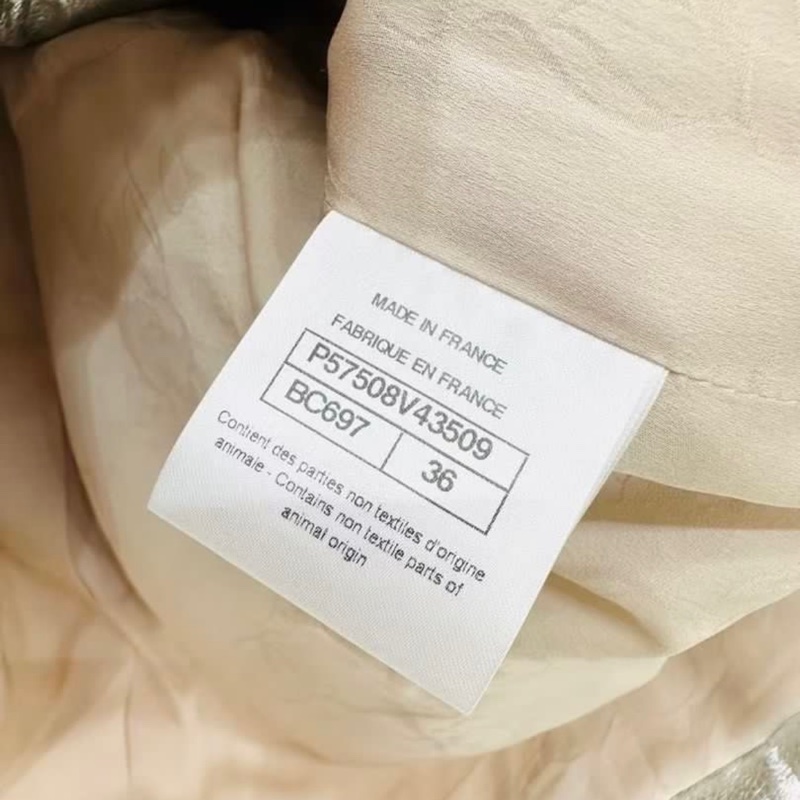 MADE IN FRANCE
FABRIQUE EN FRANCE
P57508V43509
BC697 36
Contient des parties non textiles d'origine
animale - Contains non textile parts of
animal origin